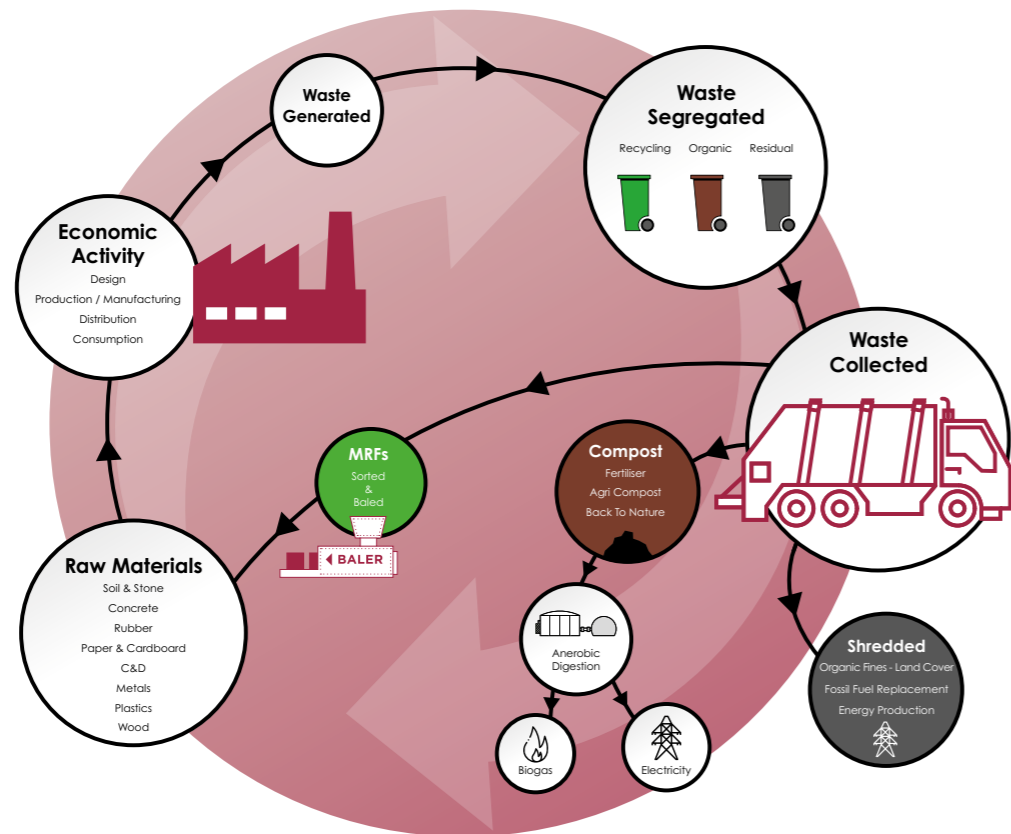 Waste
Generated
Waste
Segregated
Recycling Organic Residual
Economic
Activity
Design
Production / Manufacturing
Distribution
Consumption
Waste
Collected
MRFs
Sorted
&
Baled
BALER
Compost
Fertiliser
Agri Compost
Back To Nature
Raw Materials
Soil & Stone
Concrete
Rubber
Paper & Cardboard
C&D
Metals
Plastics
Wood
Anerobic
Digestion
Shredded
Organic Fines - Land Cover
Fossil Fuel Replacement
Energy Production
Biogas
Electricity